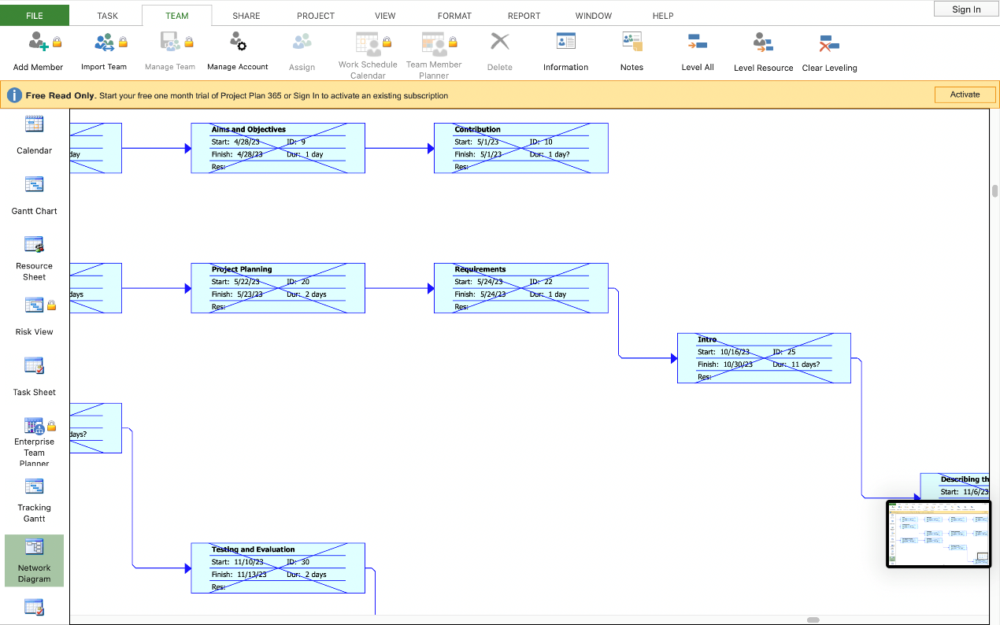 FILE TASK TEAM SHARE PROJECT VIEW FORMAT REPORT WINDOW HELP Sign In
Add Member Import Team Manage Team Manage Account Assign Work Schedule Calendar Team Member Planner Delete Information Notes Level All Level Resource Clear Leveling
Free Read Only. Start your free one month trial of Project Plan 365 or Sign In to activate an existing subscription Activate
Calendar
Gantt Chart
Resource
Sheet
Risk View
Task Sheet
Enterprise
Team
Planner
Tracking
Gantt
Network
Diagram
day
Aims and Objectives
Start: 4/28/23 ID: 9
Finish: 4/28/23 Dur: 1 day
Res:
Contribution
Start: 5/1/23 ID: 10
Finish: 5/1/23 Dur: 1 day?
Res:
days
Project Planning
Start: 5/22/23 ID: 20
Finish: 5/23/23 Dur: 2 days
Res:
Requirements
Start: 5/24/23 ID: 22
Finish: 5/24/23 Dur: 1 day
Res:
Intro
Start: 10/16/23 ID: 25
Finish: 10/30/23 Dur: 11 days?
Res:
days?
Describing th
Start: 11/6/23
Testing and Evaluation
Start: 11/10/23 ID: 30
Finish: 11/13/23 Dur: 2 days
Res: